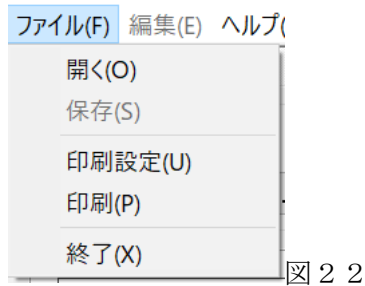 ファイル(F) 編集(E) ヘルプ(
開く(O)
保存(S)
印刷設定(U)
印刷(P)
終了(X)
図２２